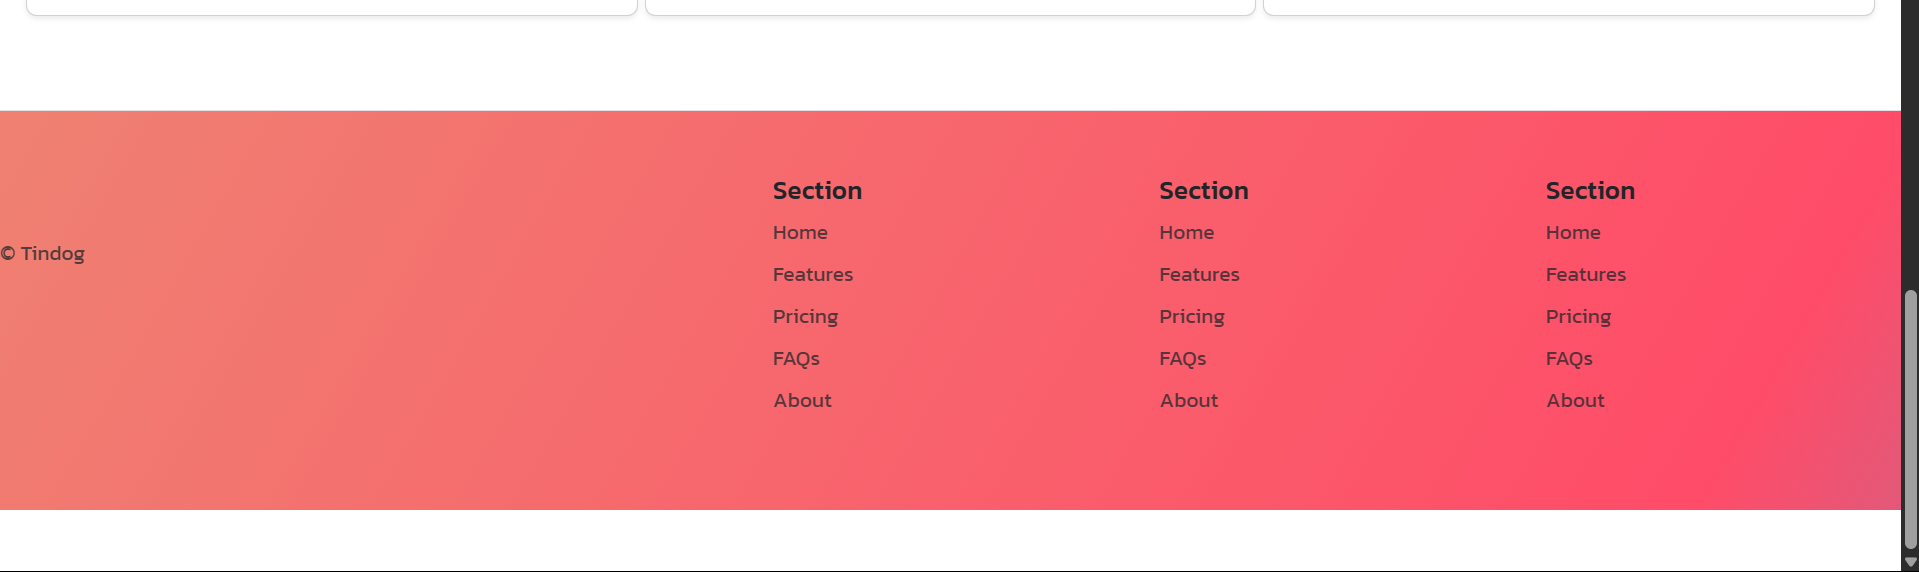 © Tindog
Section
Home
Features
Pricing
FAQs
About
Section
Home
Features
Pricing
FAQs
About
Section
Home
Features
Pricing
FAQs
About